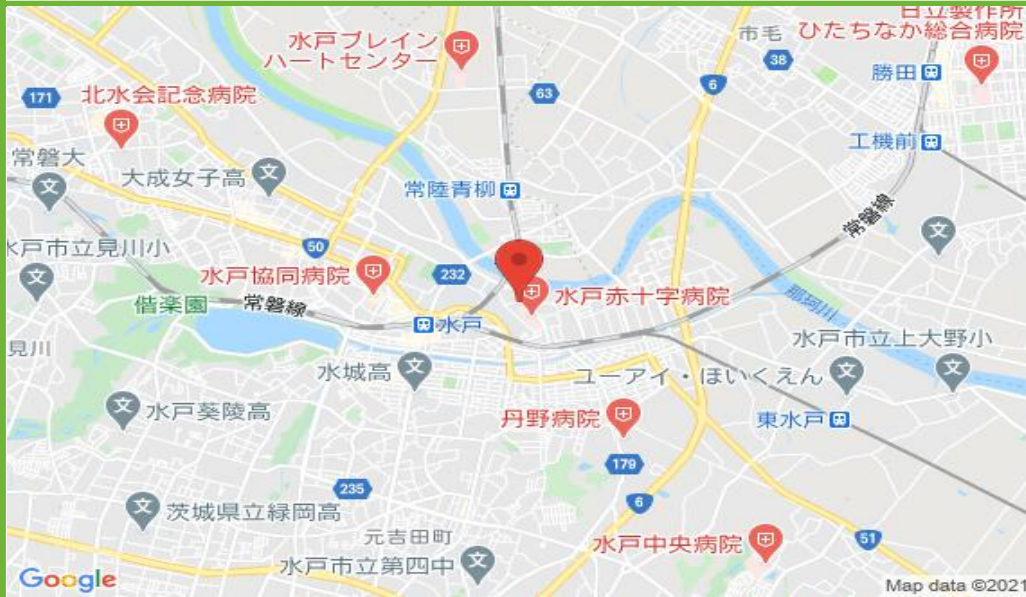 日立製作所
ひたちなか総合病院
水戸ブレイン
ハートセンター
市毛
38
6
勝田
171
63
北水会記念病院
工機前
常磐大
大成女子高
常陸青柳
常磐線
水戸市立見川小
50
232
水戸協同病院
水戸赤十字病院
那珂川
偕楽園
常磐線
水戸
水戸市立上大野小
見川
水城高
ユーアイ・ほいくえん
水戸葵陵高
丹野病院
東水戸
179
235
6
茨城県立緑岡高
元吉田町
水戸中央病院
51
水戸市立第四中
Google
Map data ©2021